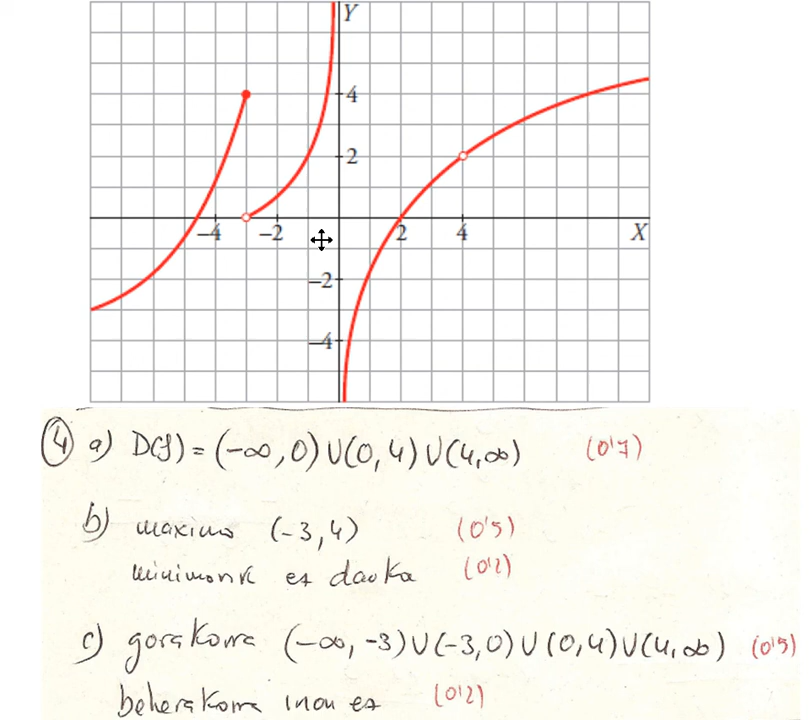 Y
4
2
-4 -2 2 4 X
-2
-4
4 a) D(f) = (-∞, 0) ∪ (0, 4) ∪ (4, ∞) (0'7)
b) maximo (-3, 4) (0'5)
minimorik ez dauka (0'2)
c) gorakorra (-∞, -3) ∪ (-3, 0) ∪ (0, 4) ∪ (4, ∞) (0'5)
beherakorra inon ez (0'2)